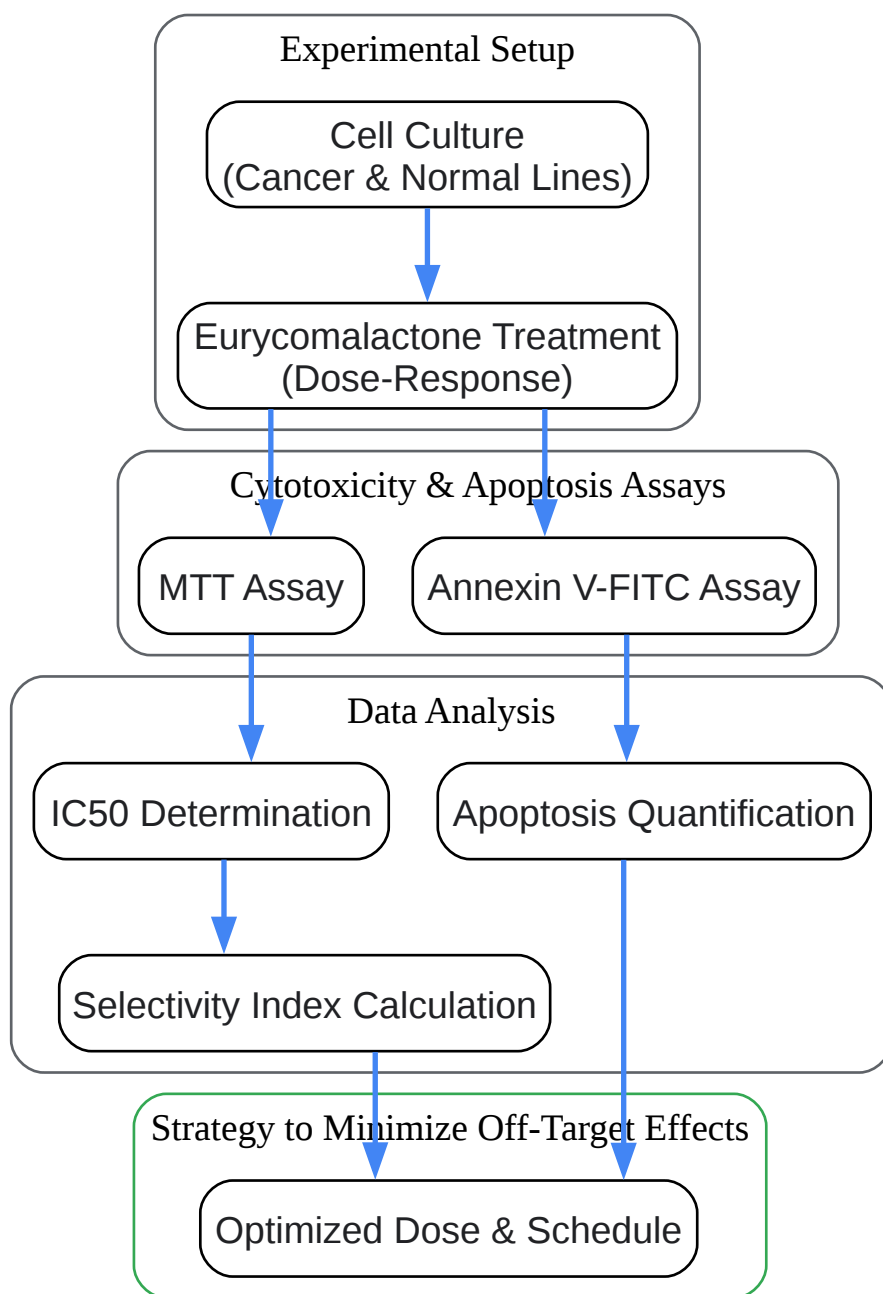 Experimental Setup
Cell Culture
(Cancer & Normal Lines)
Eurycomalactone Treatment
(Dose-Response)
Cytotoxicity & Apoptosis Assays
MTT Assay
Annexin V-FITC Assay
Data Analysis
IC50 Determination
Apoptosis Quantification
Selectivity Index Calculation
Strategy to Minimize Off-Target Effects
Optimized Dose & Schedule